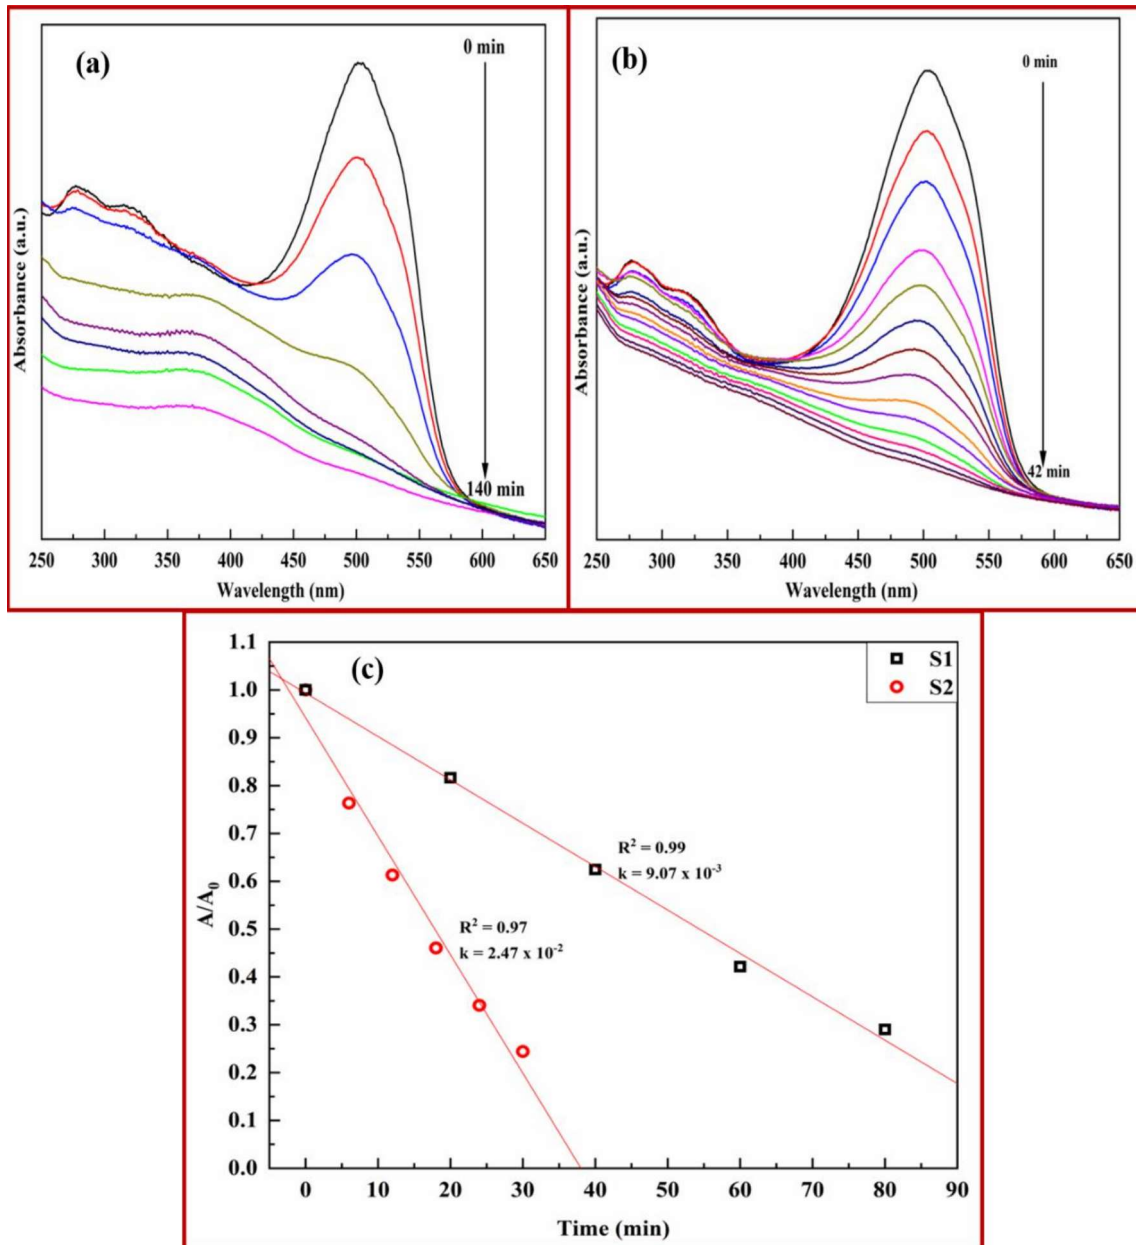 (a)
0 min
140 min
Absorbance (a.u.)
250 300 350 400 450 500 550 600 650
Wavelength (nm)
(b)
0 min
42 min
Absorbance (a.u.)
250 300 350 400 450 500 550 600 650
Wavelength (nm)
(c)
S1
S2
1.1
1.0
0.9
0.8
0.7
0.6
0.5
0.4
0.3
0.2
0.1
0.0
A/A₀
R² = 0.99
k = 9.07 x 10⁻³
R² = 0.97
k = 2.47 x 10⁻²
0 10 20 30 40 50 60 70 80 90
Time (min)